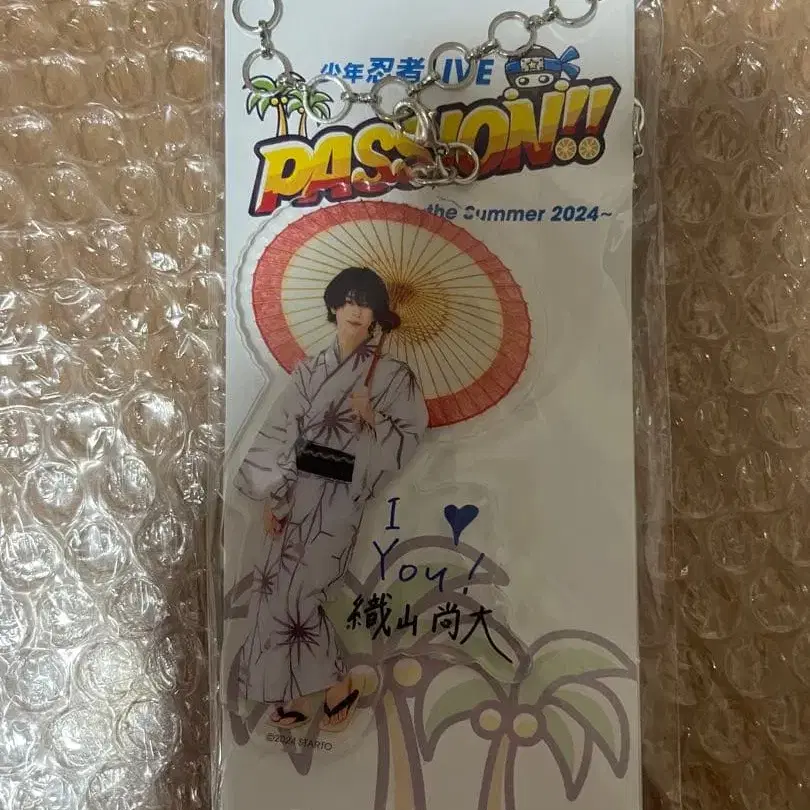 少年忍者 LIVE
PASSION!!
the Summer 2024~
I ♥
You!
織山尚大
©2024 STARTO